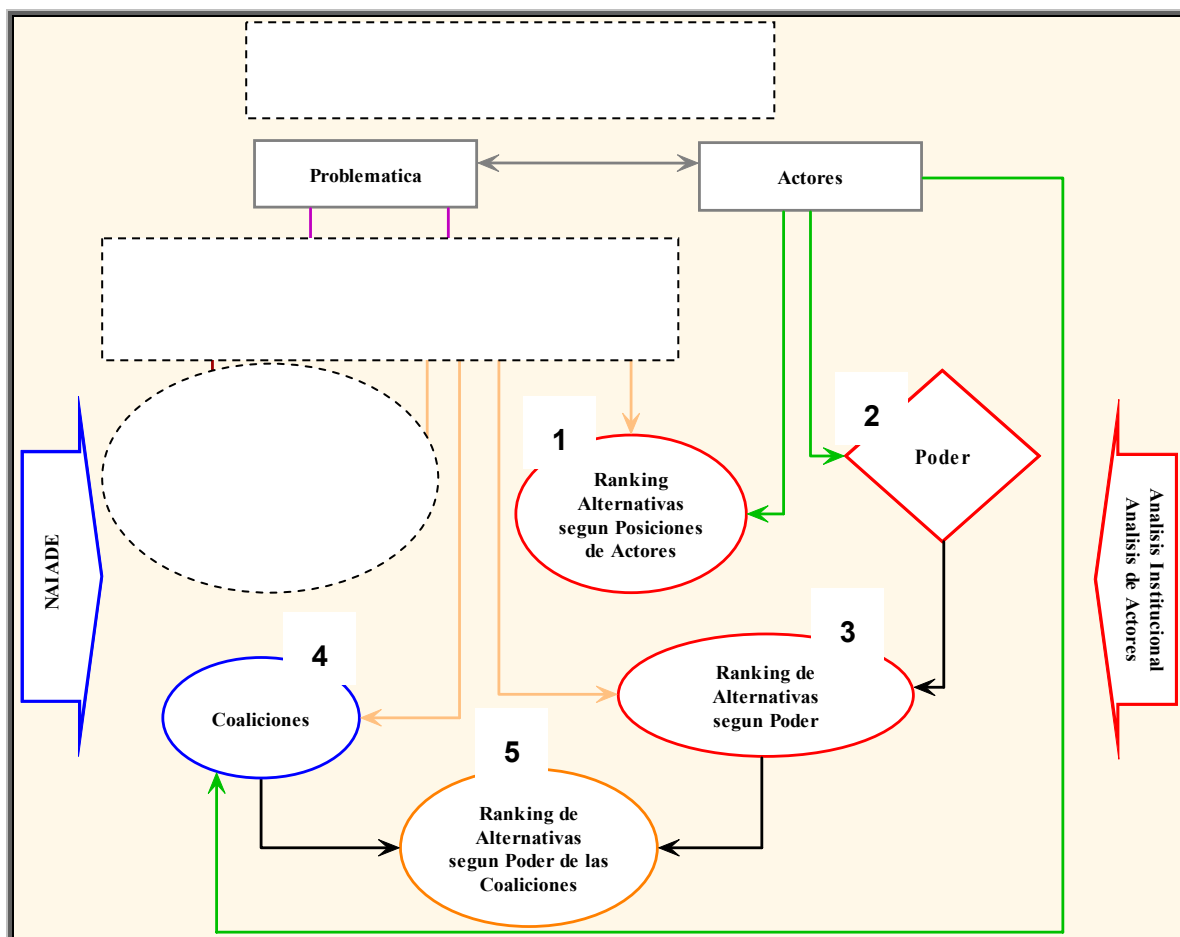 Problematica
Actores
1
Ranking
Alternativas
segun Posiciones
de Actores
2
Poder
NAIADE
Analisis Institucional
Analisis de Actores
3
Ranking de
Alternativas
segun Poder
4
Coaliciones
5
Ranking de
Alternativas
segun Poder de las
Coaliciones